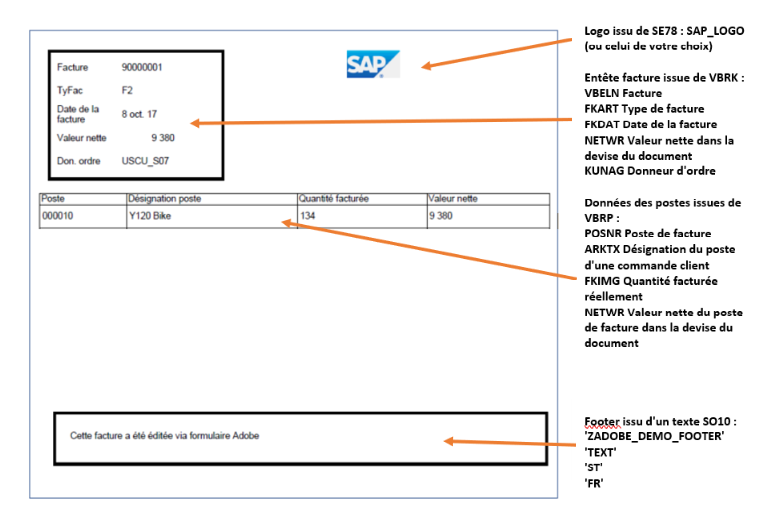 Facture 90000001
TyFac F2
Date de la
facture 8 oct. 17
Valeur nette 9 380
Don. ordre USCU_S07
SAP
Poste Désignation poste Quantité facturée Valeur nette
000010 Y120 Bike 134 9 380
Cette facture a été éditée via formulaire Adobe
Logo issu de SE78 : SAP_LOGO
(ou celui de votre choix)
Entête facture issue de VBRK :
VBELN Facture
FKART Type de facture
FKDAT Date de la facture
NETWR Valeur nette dans la
devise du document
KUNAG Donneur d'ordre
Données des postes issues de
VBRP :
POSNR Poste de facture
ARKTX Désignation du poste
d'une commande client
FKIMG Quantité facturée
réellement
NETWR Valeur nette du poste
de facture dans la devise du
document
Footer issu d'un texte SO10 :
'ZADOBE_DEMO_FOOTER'
'TEXT'
'ST'
'FR'